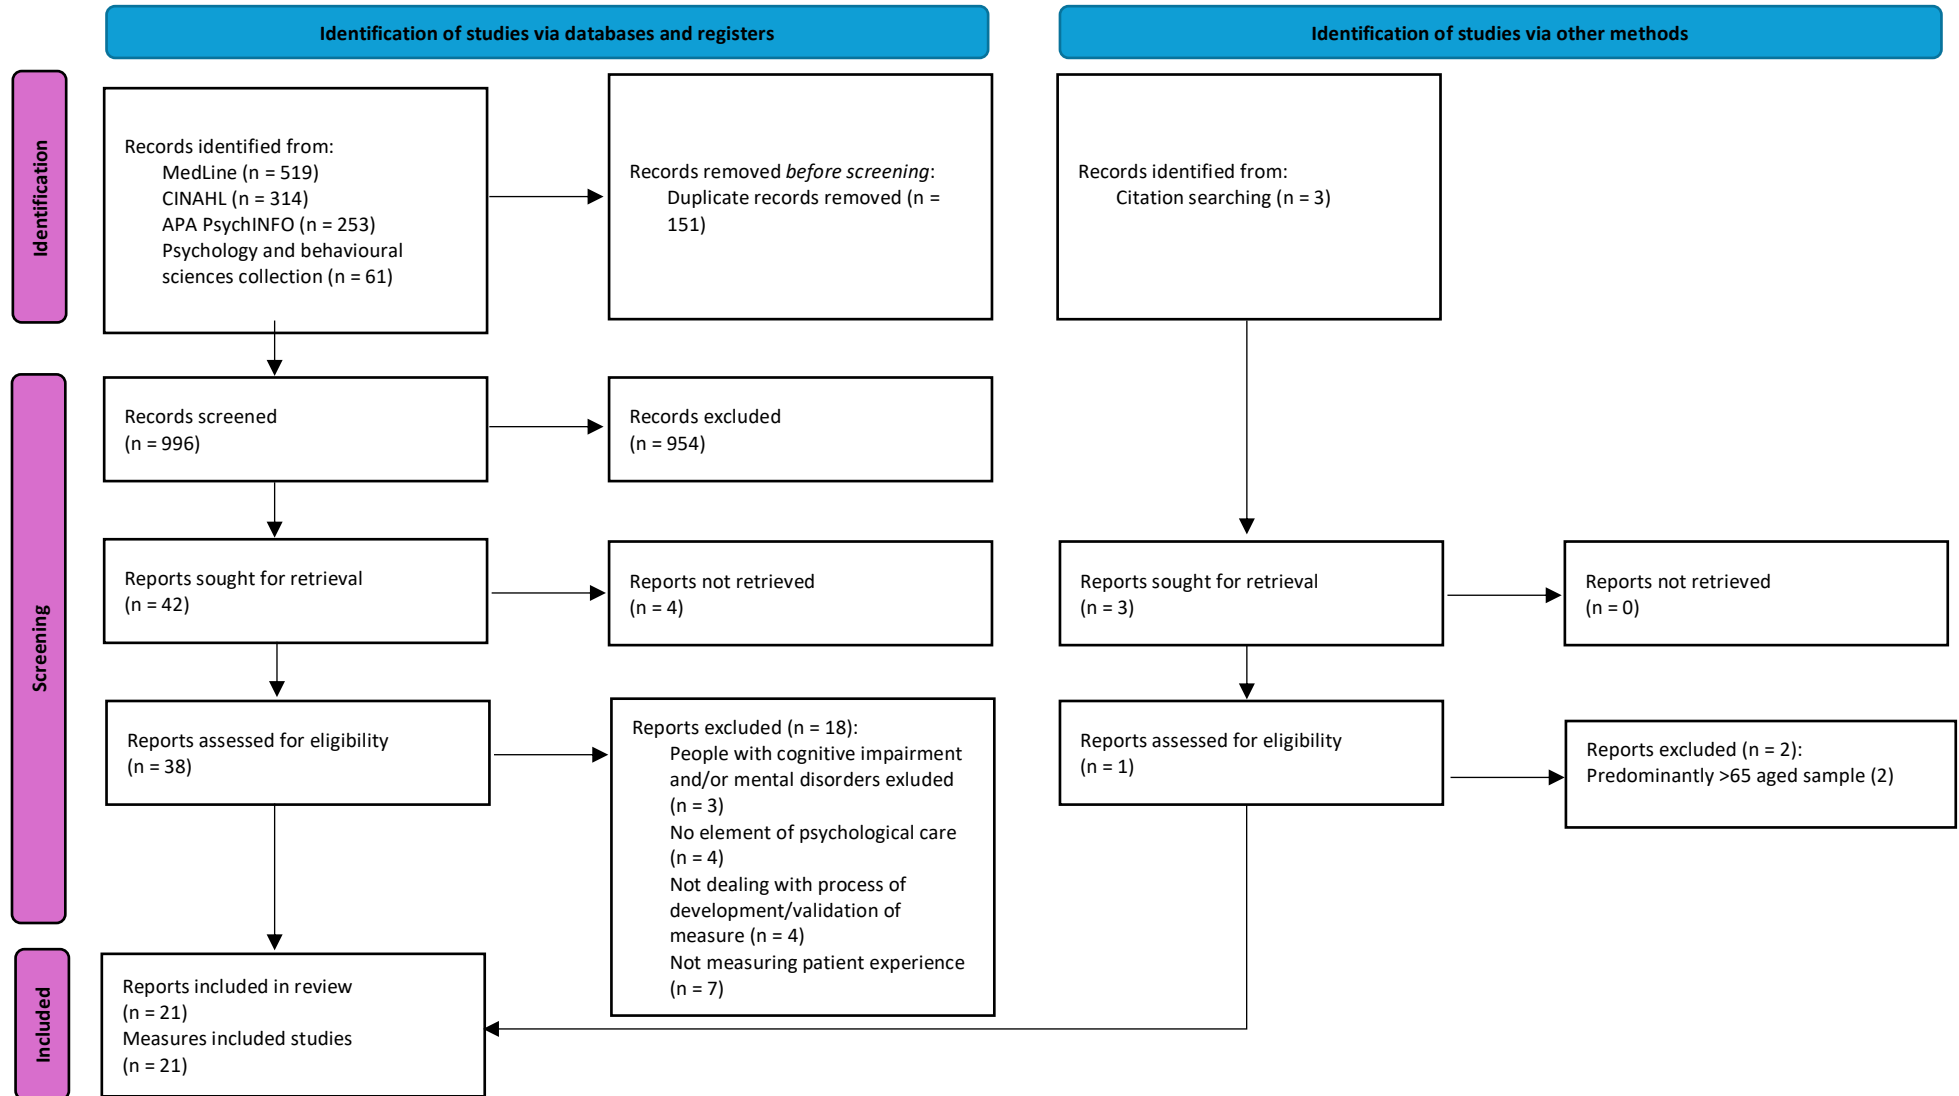 Identification of studies via databases and registers
Identification of studies via other methods
Identification
Records identified from:
MedLine (n = 519)
CINAHL (n = 314)
APA PsychINFO (n = 253)
Psychology and behavioural
sciences collection (n = 61)
Records removed before screening:
Duplicate records removed (n =
151)
Records identified from:
Citation searching (n = 3)
Screening
Records screened
(n = 996)
Records excluded
(n = 954)
Reports sought for retrieval
(n = 42)
Reports not retrieved
(n = 4)
Reports sought for retrieval
(n = 3)
Reports not retrieved
(n = 0)
Reports assessed for eligibility
(n = 38)
Reports excluded (n = 18):
People with cognitive impairment
and/or mental disorders exluded
(n = 3)
No element of psychological care
(n = 4)
Not dealing with process of
development/validation of
measure (n = 4)
Not measuring patient experience
(n = 7)
Reports assessed for eligibility
(n = 1)
Reports excluded (n = 2):
Predominantly >65 aged sample (2)
Included
Reports included in review
(n = 21)
Measures included studies
(n = 21)